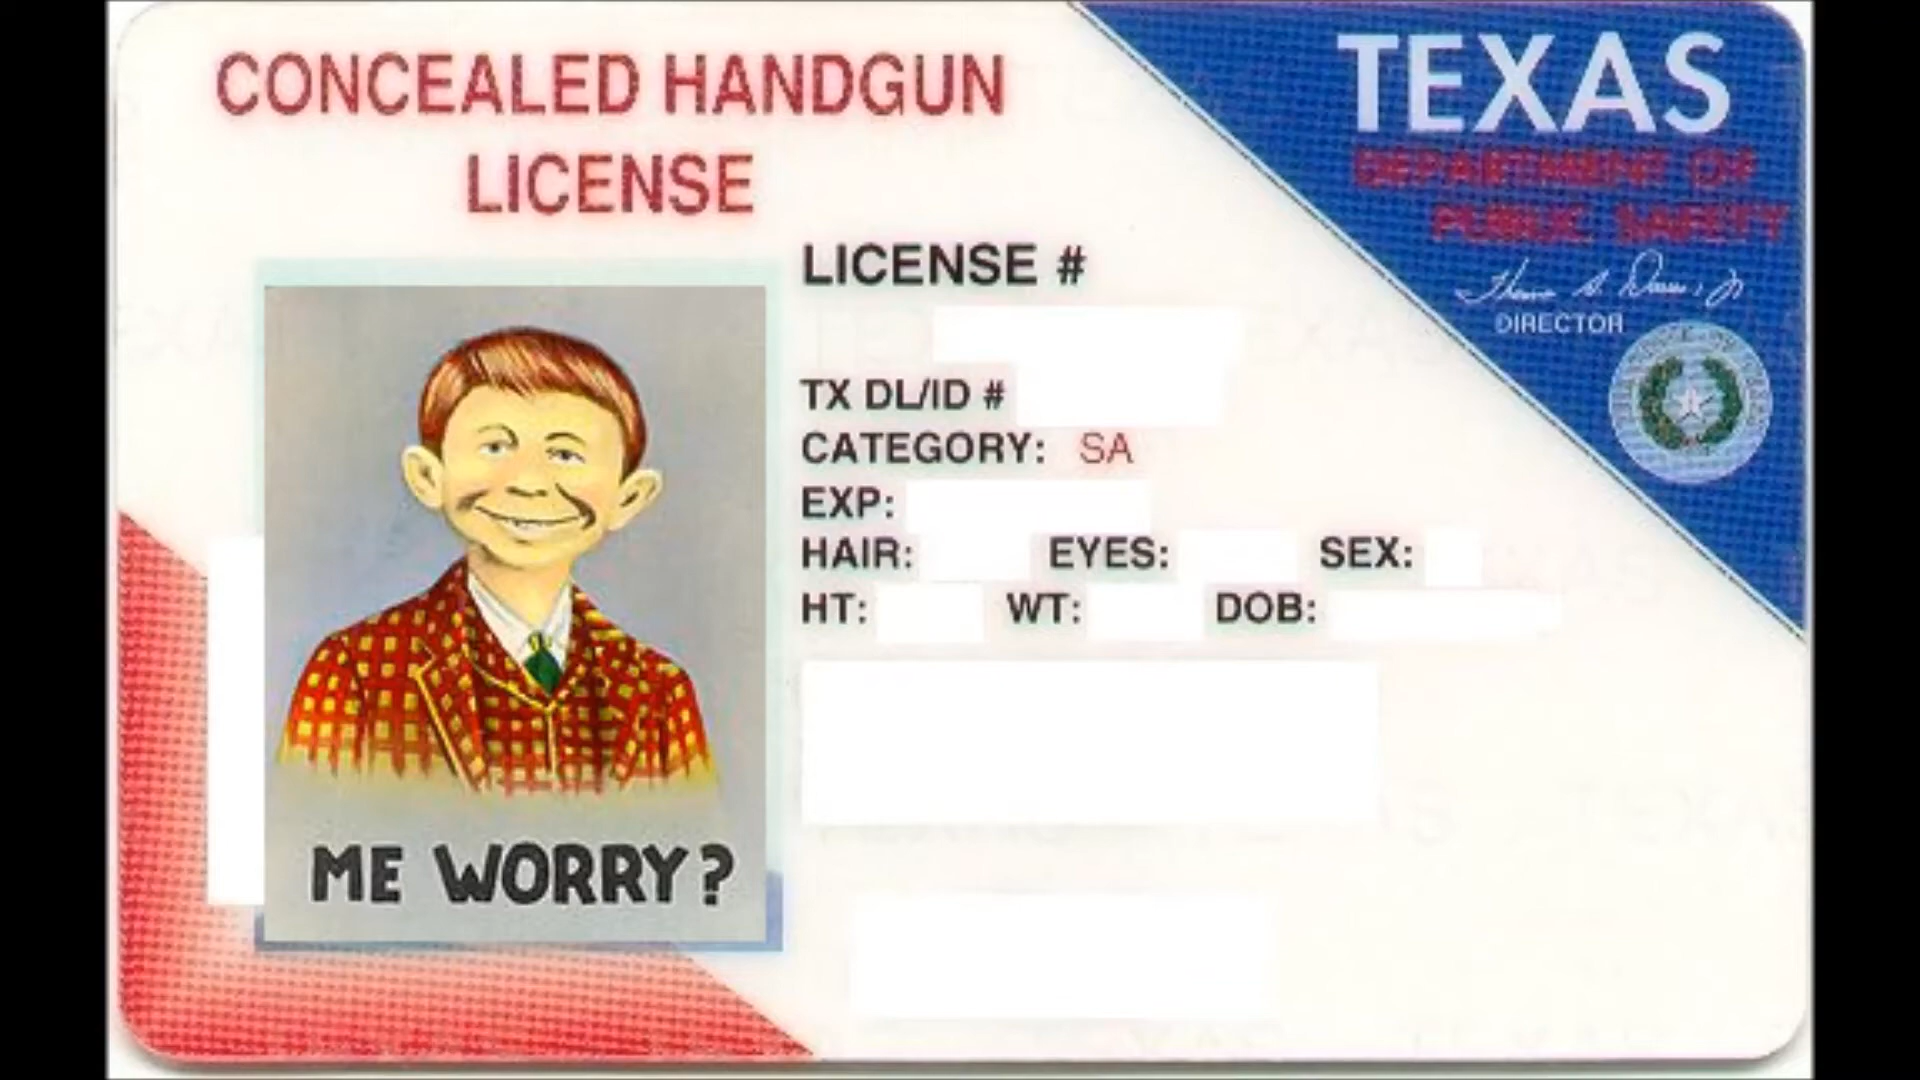 CONCEALED HANDGUN
LICENSE
TEXAS
DEPARTMENT OF
PUBLIC SAFETY
DIRECTOR
LICENSE #
TX DL/ID #
CATEGORY: SA
EXP:
HAIR: EYES: SEX:
HT: WT: DOB:
ME WORRY?